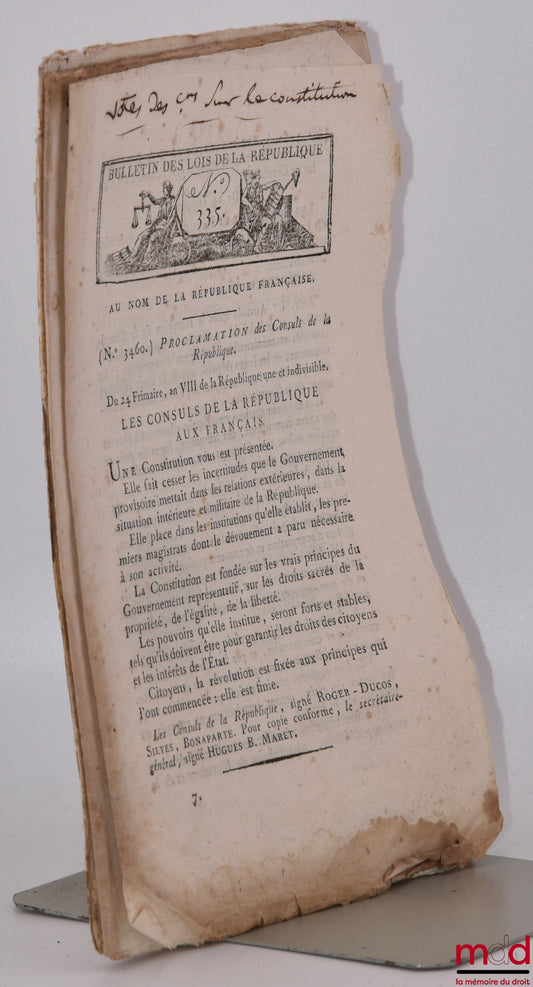 votes des c.ens sur la constitution
BULLETIN DES LOIS DE LA RÉPUBLIQUE
N.º
335.
AU NOM DE LA RÉPUBLIQUE FRANÇAISE.
(N.º 3460.) PROCLAMATION des Consuls de la
République.
Du 24 Frimaire, an VIII de la République une et indivisible,
LES CONSULS DE LA RÉPUBLIQUE
AUX FRANÇAIS.
UNE Constitution vous est présentée.
Elle fait cesser les incertitudes que le Gouvernement
provisoire mettait dans les relations extérieures, dans la
situation intérieure et militaire de la République.
Elle place dans les institutions qu'elle établit, les pre-
miers magistrats dont le dévouement a paru nécessaire
à son activité.
La Constitution est fondée sur les vrais principes du
Gouvernement représentatif, sur les droits sacrés de la
propriété, de l'égalité, de la liberté.
Les pouvoirs qu'elle institue, seront forts et stables,
tels qu'ils doivent être pour garantir les droits des citoyens
et les intérêts de l'État.
Citoyens, la révolution est fixée aux principes qui
l'ont commencée : elle est finie.
Les Consuls de la République, signé ROGER-DUCOS,
SIEYES, BONAPARTE. Pour copie conforme, le secrétaire-
général, signé HUGUES B. MARET.
7.
mdd
la mémoire du droit